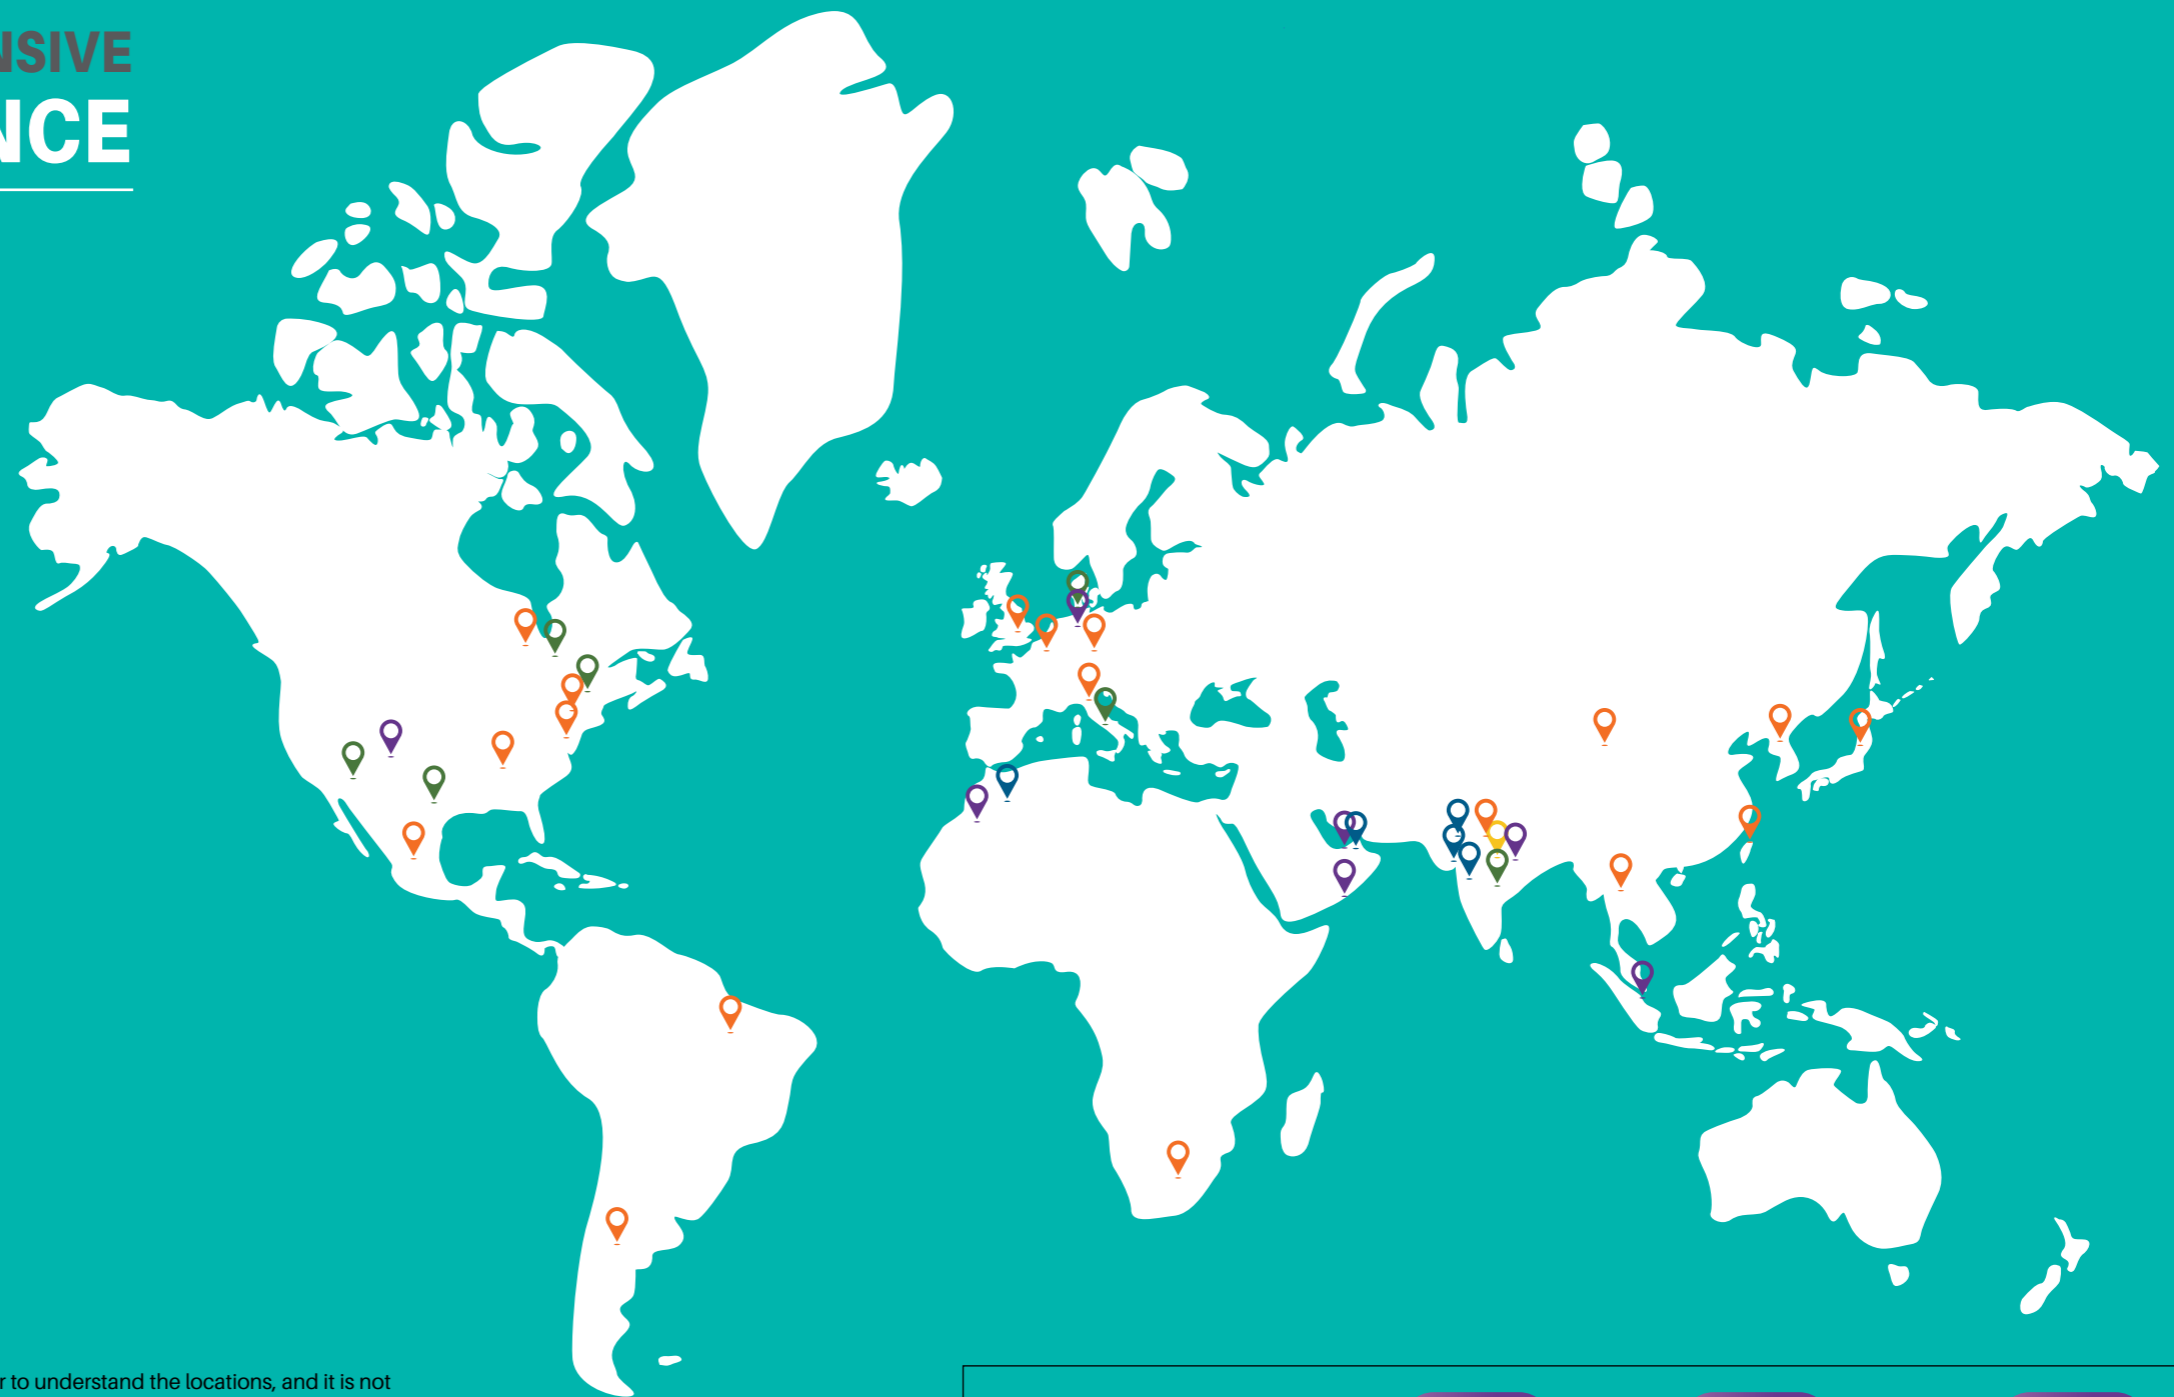 NSIVE
NCE
r to understand the locations, and it is not